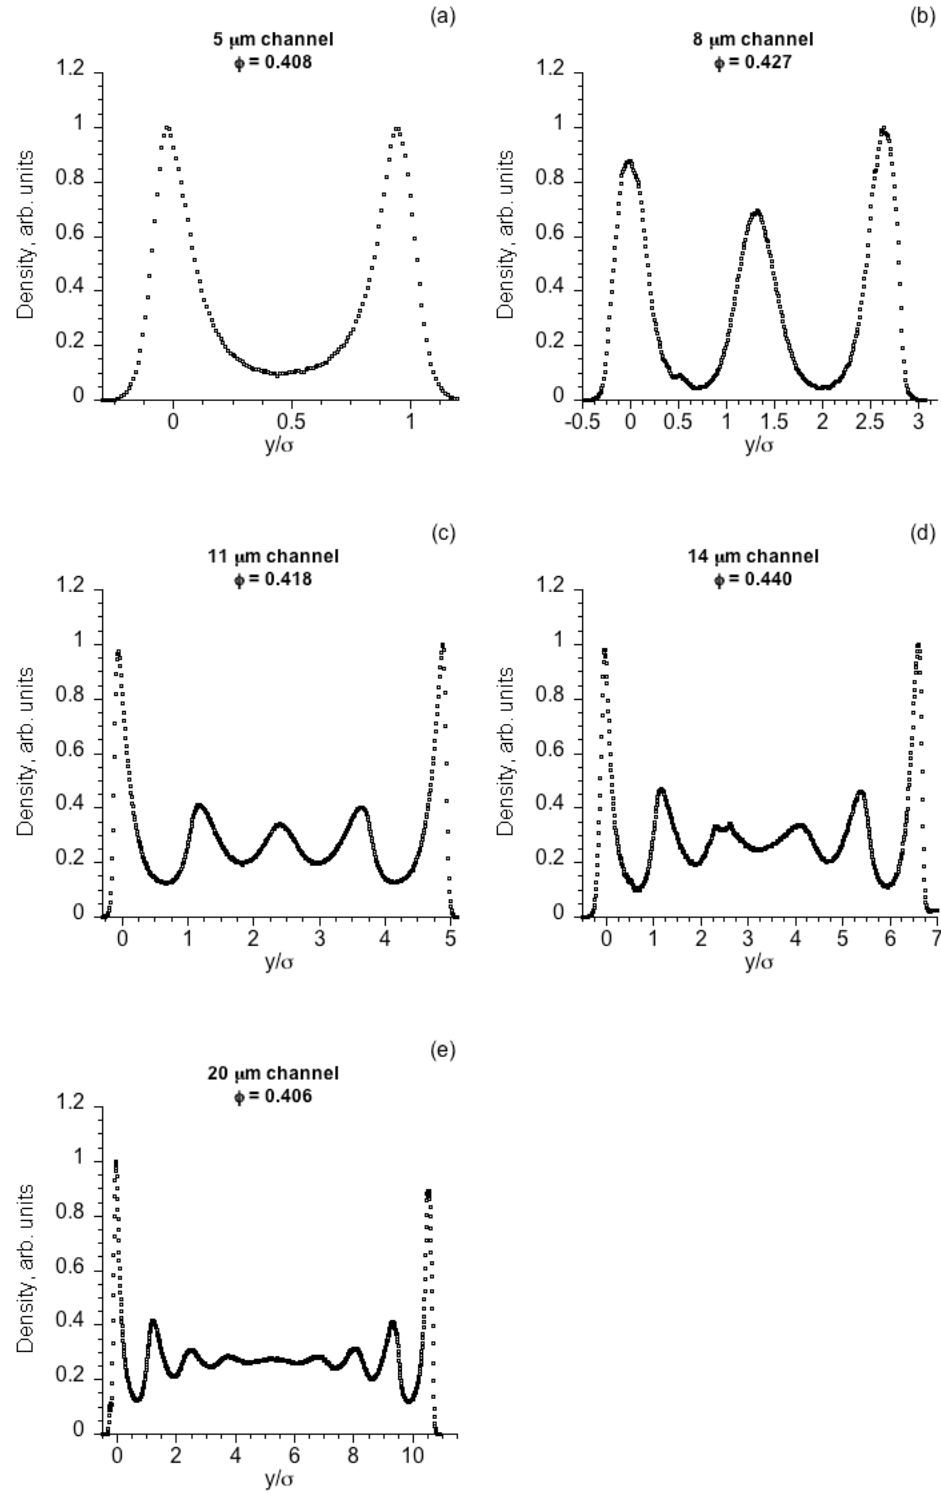 (a)
5 μm channel
ϕ = 0.408
1.2
1
0.8
0.6
0.4
0.2
0
Density, arb. units
0 0.5 1
y/σ
(b)
8 μm channel
ϕ = 0.427
1.2
1
0.8
0.6
0.4
0.2
0
Density, arb. units
-0.5 0 0.5 1 1.5 2 2.5 3
y/σ
(c)
11 μm channel
ϕ = 0.418
1.2
1
0.8
0.6
0.4
0.2
0
Density, arb. units
0 1 2 3 4 5
y/σ
(d)
14 μm channel
ϕ = 0.440
1.2
1
0.8
0.6
0.4
0.2
0
Density, arb. units
0 1 2 3 4 5 6 7
y/σ
(e)
20 μm channel
ϕ = 0.406
1.2
1
0.8
0.6
0.4
0.2
0
Density, arb. units
0 2 4 6 8 10
y/σ